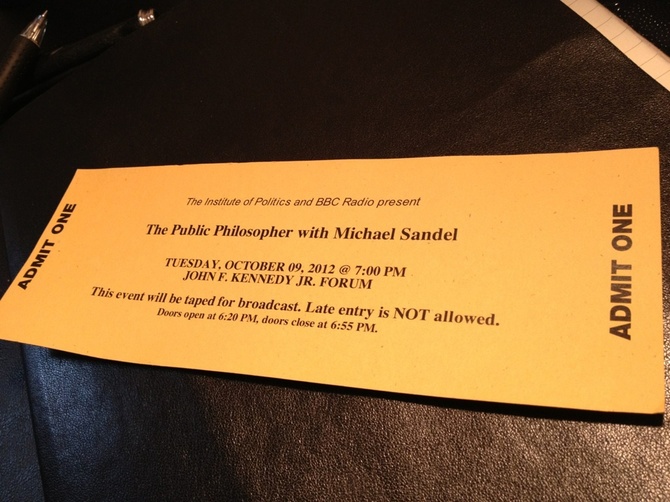 ADMIT ONE
The Institute of Politics and BBC Radio present
The Public Philosopher with Michael Sandel
TUESDAY, OCTOBER 09, 2012 @ 7:00 PM
JOHN F. KENNEDY JR. FORUM
This event will be taped for broadcast. Late entry is NOT allowed.
Doors open at 6:20 PM, doors close at 6:55 PM.
ADMIT ONE